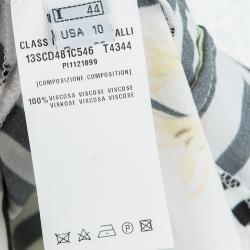 I 44
USA 10
CLASS ALLI
13SCD481C546 T4344
PI1121899
[COMPOSIZIONE-COMPOSITION]
100% VISCOSA VISCOSE VISCOSE
VISKOSE VISCOSA VISCOSE